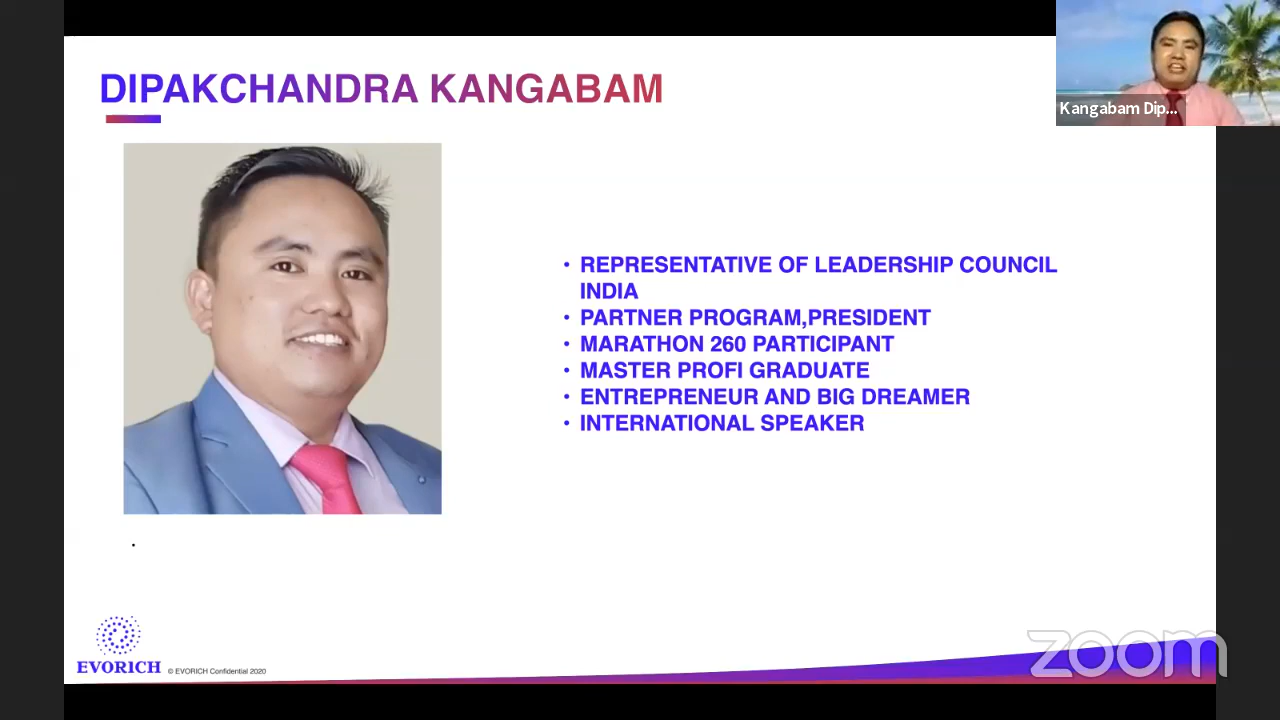 DIPAKCHANDRA KANGABAM
Kangabam Dip...
• REPRESENTATIVE OF LEADERSHIP COUNCIL
INDIA
• PARTNER PROGRAM,PRESIDENT
• MARATHON 260 PARTICIPANT
• MASTER PROFI GRADUATE
• ENTREPRENEUR AND BIG DREAMER
• INTERNATIONAL SPEAKER
.
EVORICH
© EVORICH Confidential 2020
zoom